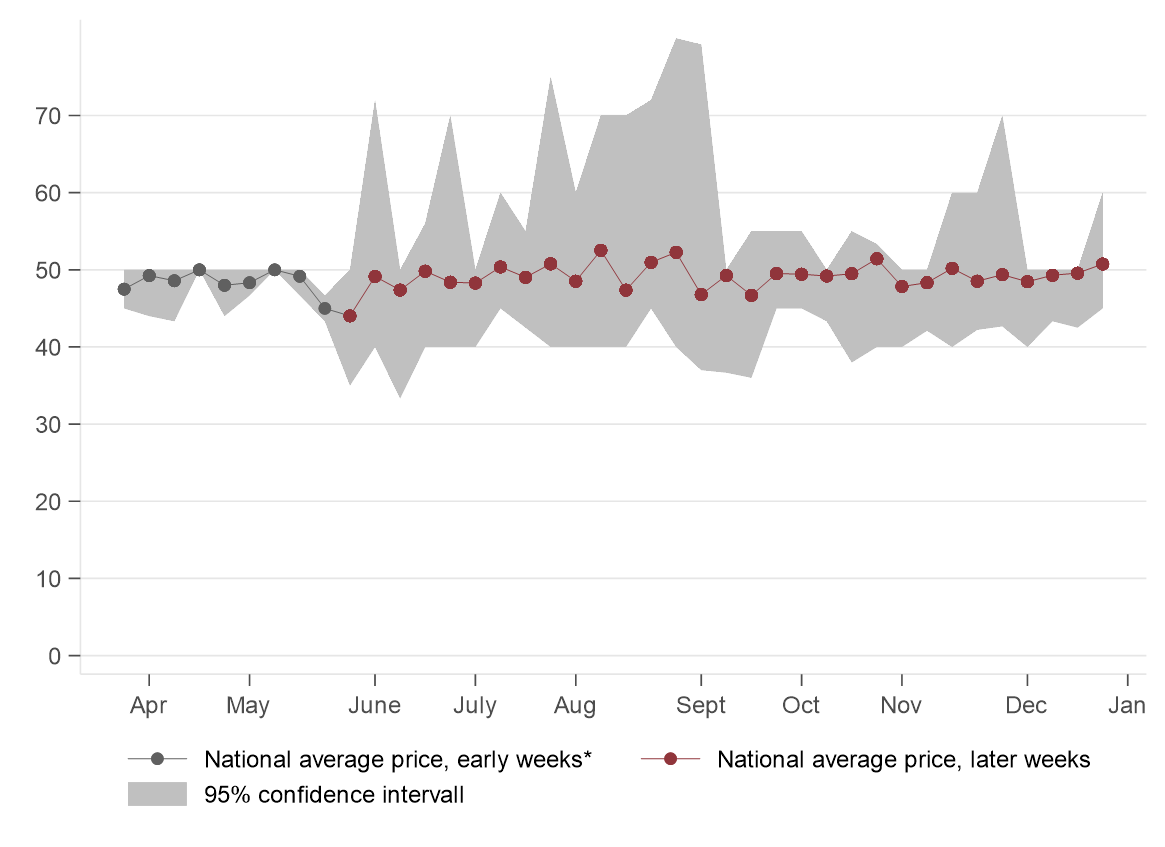 70
60
50
40
30
20
10
0
Apr May June July Aug Sept Oct Nov Dec Jan
National average price, early weeks* National average price, later weeks
95% confidence intervall